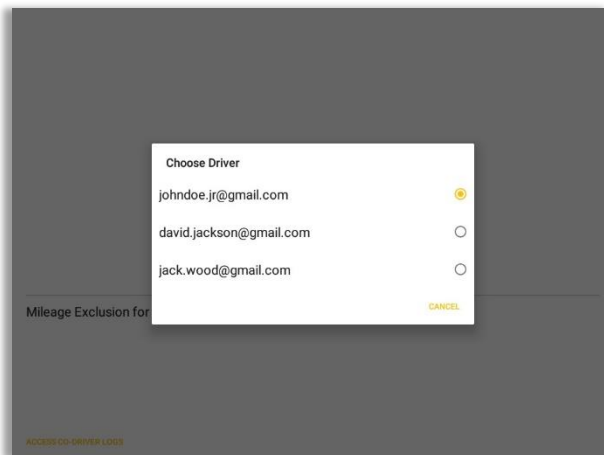 Choose Driver
johndoe.jr@gmail.com
david.jackson@gmail.com
jack.wood@gmail.com
CANCEL
Mileage Exclusion for
ACCESS CO-DRIVER LOGS